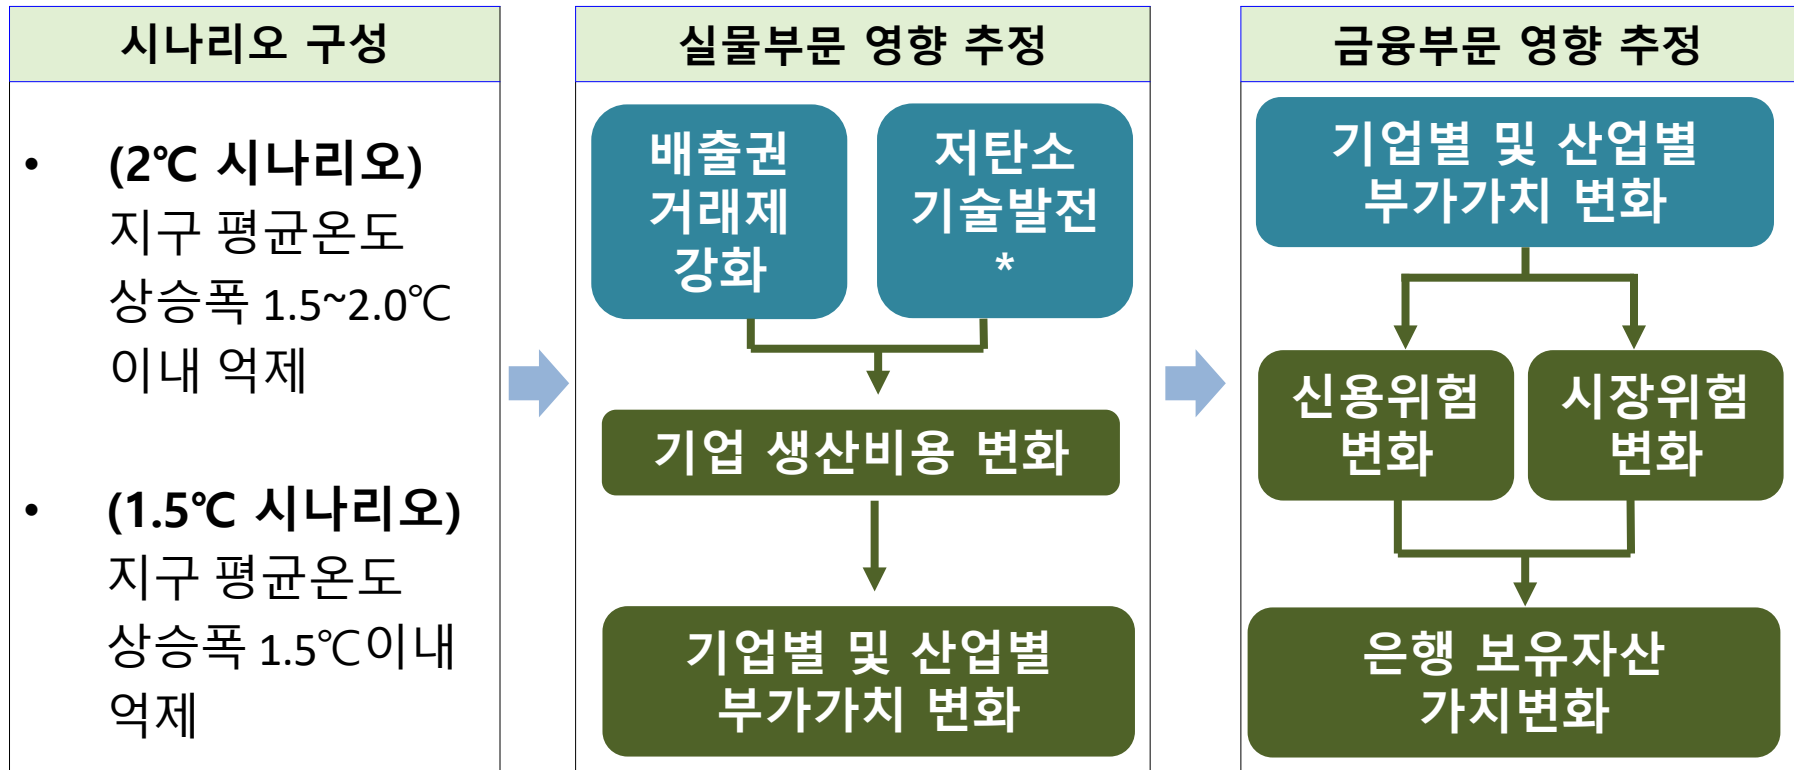 시나리오 구성
• (2℃ 시나리오)
지구 평균온도
상승폭 1.5~2.0℃
이내 억제
• (1.5℃ 시나리오)
지구 평균온도
상승폭 1.5℃이내
억제
실물부문 영향 추정
배출권
거래제
강화
저탄소
기술발전
*
기업 생산비용 변화
기업별 및 산업별
부가가치 변화
금융부문 영향 추정
기업별 및 산업별
부가가치 변화
신용위험
변화
시장위험
변화
은행 보유자산
가치변화